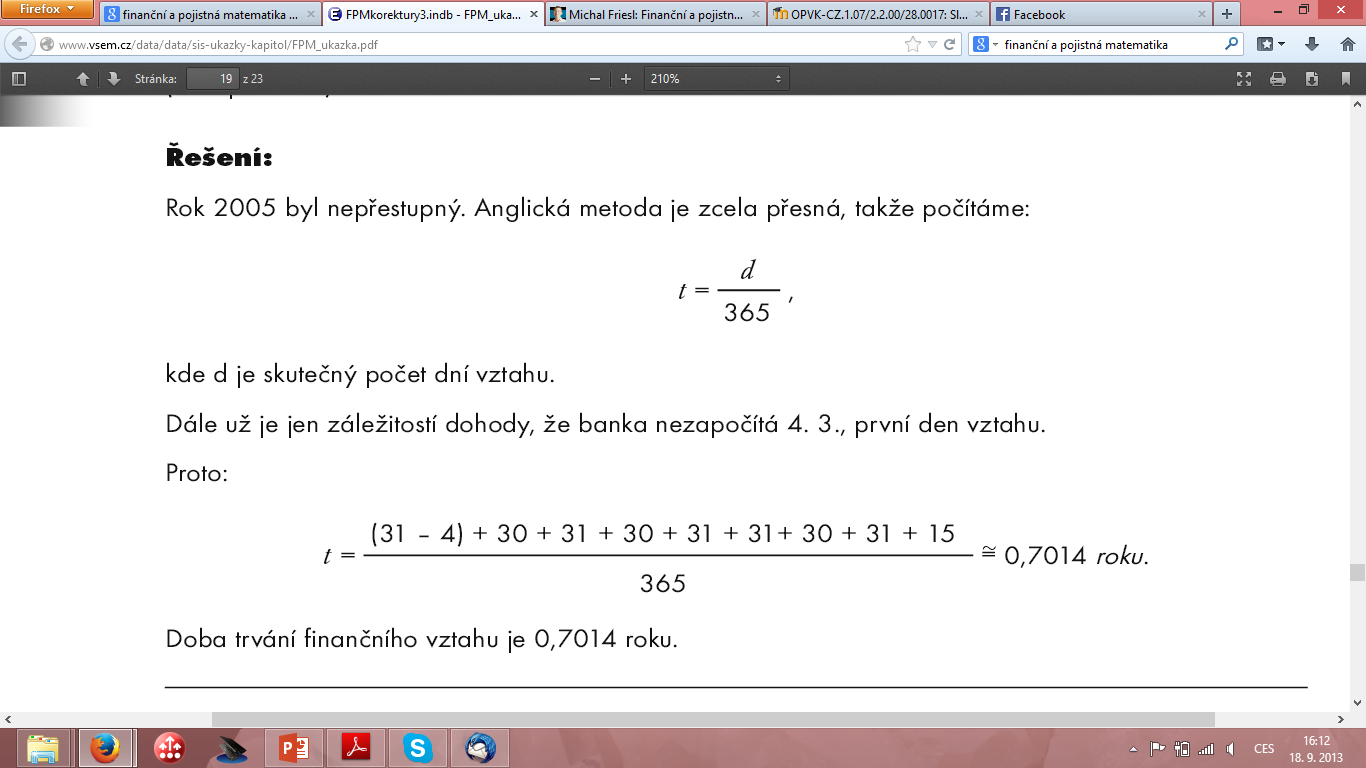 Firefox
finanční a pojistná matematika ... × FPMkorektury3.indb - FPM_uka... × Michal Friesl: Finanční a pojistn... × OPVK-CZ.1.07/2.2.00/28.0017: Sl... × Facebook ×
www.vsem.cz/data/data/sis-ukazky-kapitol/FPM_ukazka.pdf finanční a pojistná matematika
Stránka: 19 z 23 210%
Řešení:
Rok 2005 byl nepřestupný. Anglická metoda je zcela přesná, takže počítáme:
t = d / 365 ,
kde d je skutečný počet dní vztahu.
Dále už je jen záležitostí dohody, že banka nezapočítá 4. 3., první den vztahu.
Proto:
t = (31 – 4) + 30 + 31 + 30 + 31 + 31+ 30 + 31 + 15 / 365 ≅ 0,7014 roku.
Doba trvání finančního vztahu je 0,7014 roku.
CES 16:12
18. 9. 2013